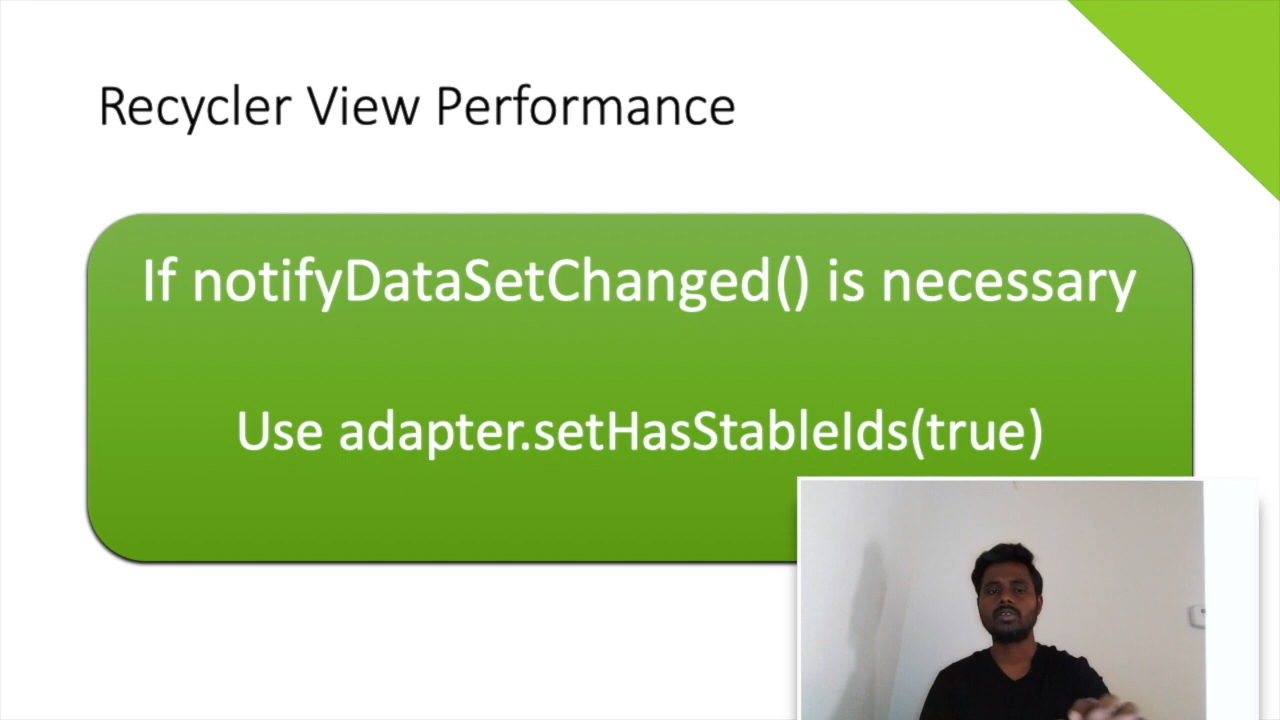 Recycler View Performance
If notifyDataSetChanged() is necessary
Use adapter.setHasStableIds(true)